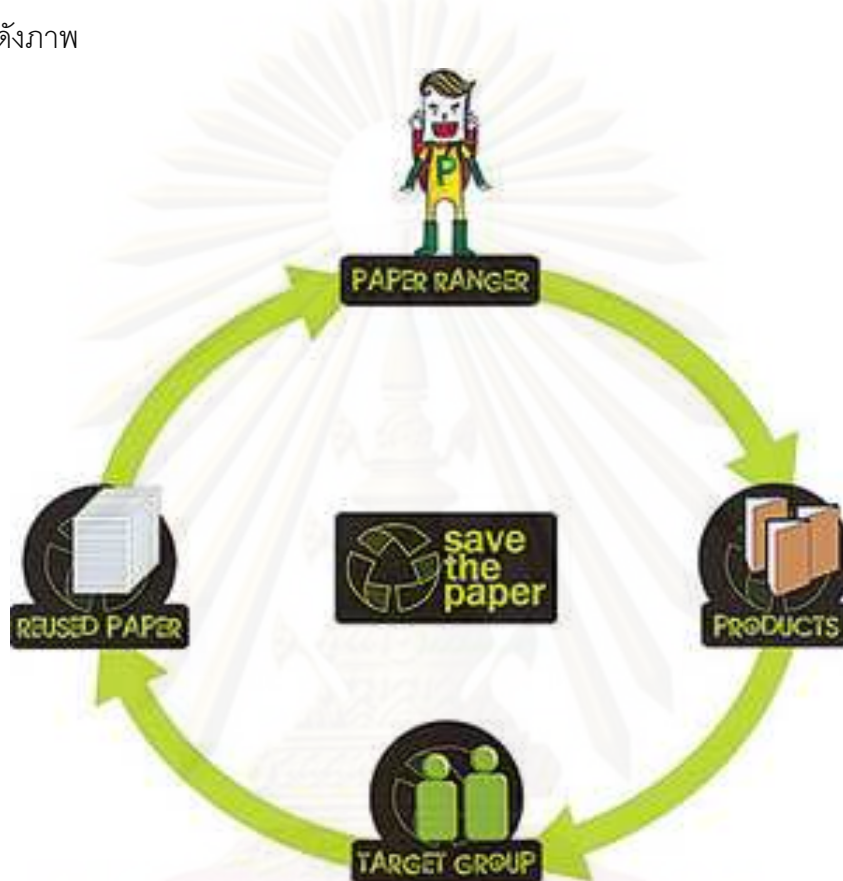 ดังภาพ
P
PAPER RANGER
save
the
paper
REUSED PAPER
PRODUCTS
TARGET GROUP